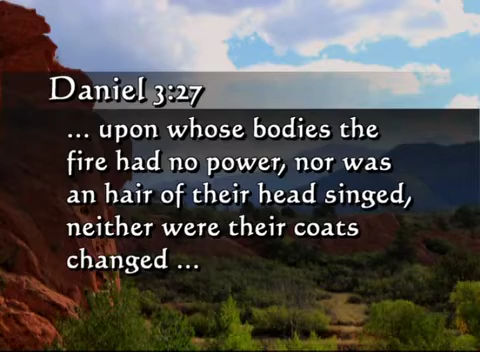 Daniel 3:27
... upon whose bodies the
fire had no power, nor was
an hair of their head singed,
neither were their coats
changed ...